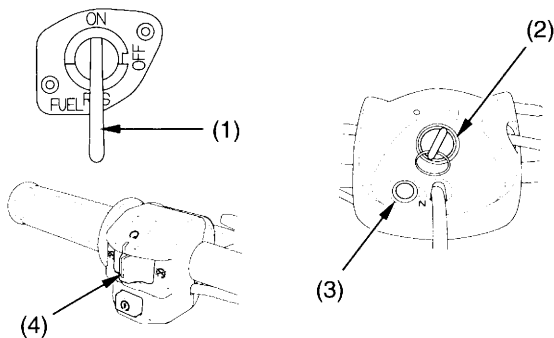 ON
OFF
RES
FUEL
(1)
(2)
(3)
N
(4)